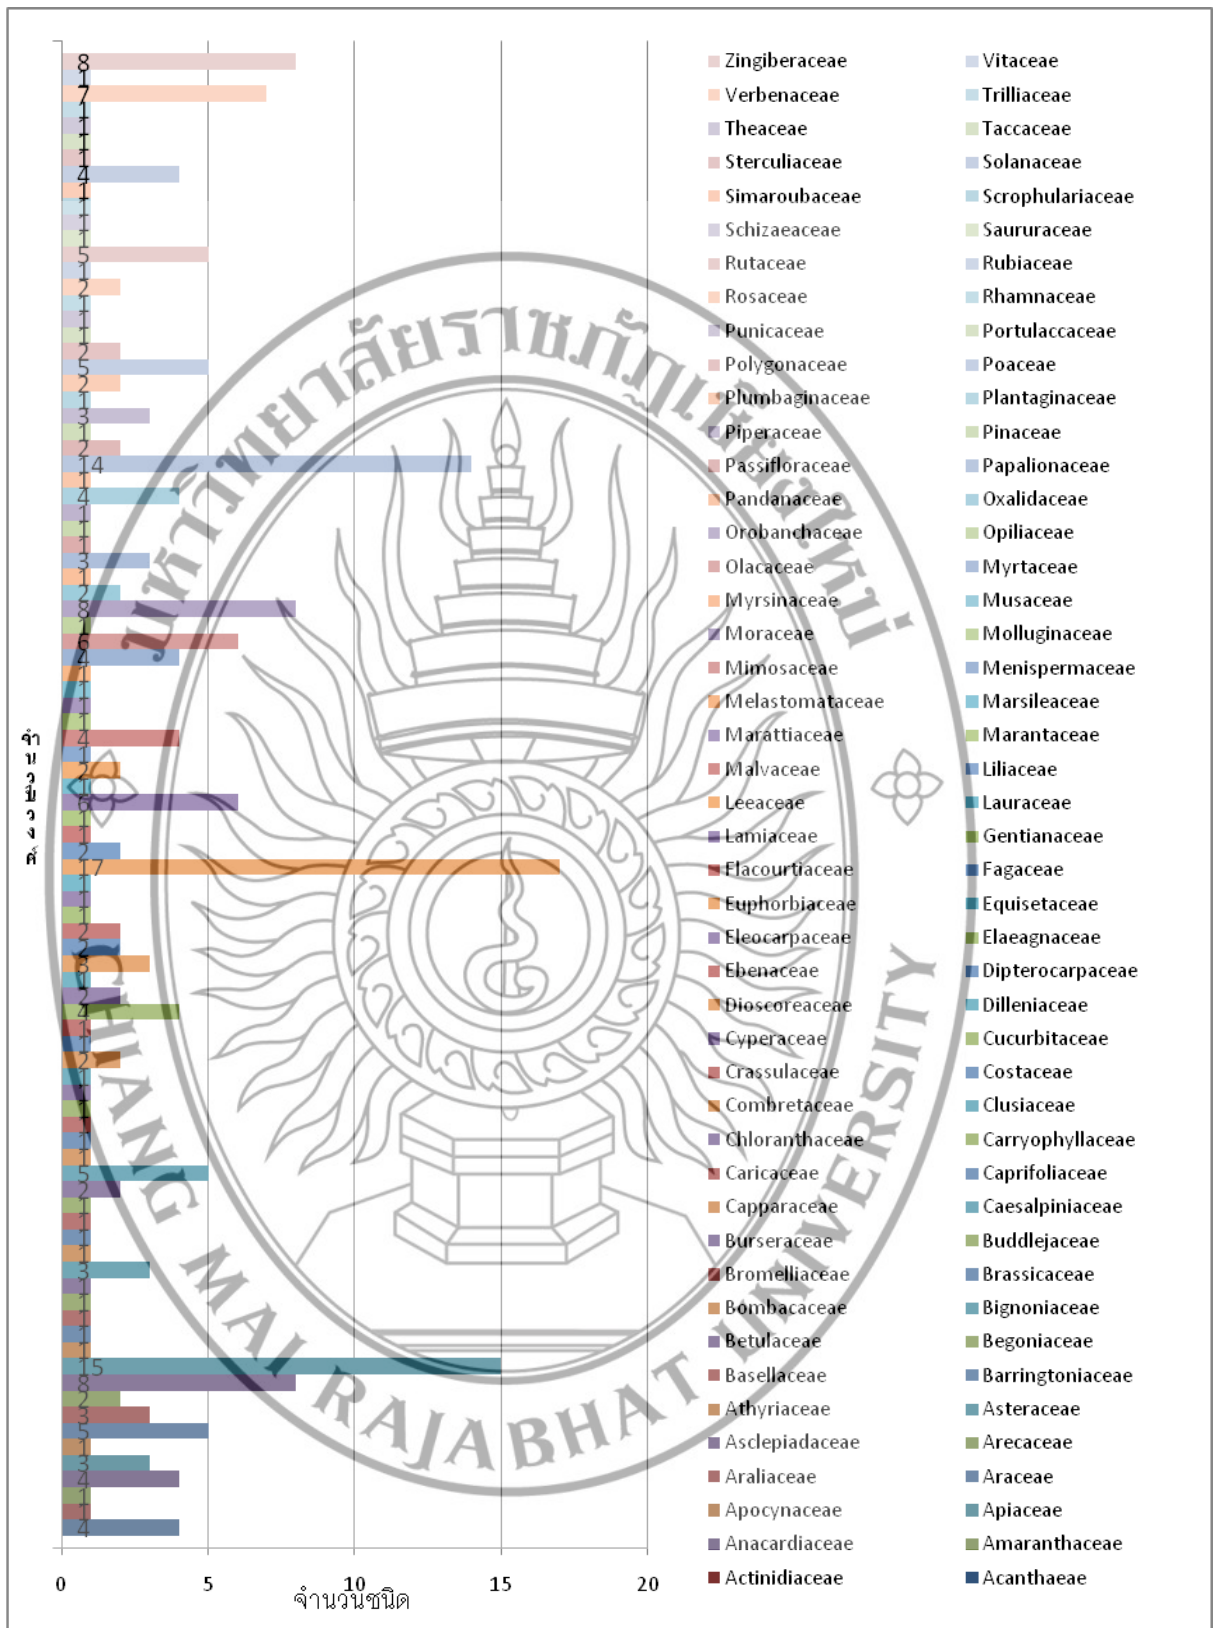 8
1
7
1
1
1
1
4
1
1
1
1
5
1
2
1
1
1
2
5
2
1
3
1
2
14
1
4
1
1
1
3
1
2
8
1
6
4
1
1
1
1
4
1
2
1
6
1
1
2
17
1
1
1
2
2
3
1
2
4
1
1
2
1
1
1
1
1
1
5
2
1
1
1
1
3
1
1
1
1
1
15
8
2
3
5
1
3
4
1
1
4
Zingiberaceae Vitaceae
Verbenaceae Trilliaceae
Theaceae Taccaceae
Sterculiaceae Solanaceae
Simaroubaceae Scrophulariaceae
Schizaeaceae Saururaceae
Rutaceae Rubiaceae
Rosaceae Rhamnaceae
Punicaceae Portulaccaceae
Polygonaceae Poaceae
Plumbaginaceae Plantaginaceae
Piperaceae Pinaceae
Passifloraceae Papalionaceae
Pandanaceae Oxalidaceae
Orobanchaceae Opiliaceae
Olacaceae Myrtaceae
Myrsinaceae Musaceae
Moraceae Molluginaceae
Mimosaceae Menispermaceae
Melastomataceae Marsileaceae
Marattiaceae Marantaceae
Malvaceae Liliaceae
Leeaceae Lauraceae
Lamiaceae Gentianaceae
Flacourtiaceae Fagaceae
Euphorbiaceae Equisetaceae
Eleocarpaceae Elaeagnaceae
Ebenaceae Dipterocarpaceae
Dioscoreaceae Dilleniaceae
Cyperaceae Cucurbitaceae
Crassulaceae Costaceae
Combretaceae Clusiaceae
Chloranthaceae Carryophyllaceae
Caricaceae Caprifoliaceae
Capparaceae Caesalpiniaceae
Burseraceae Buddlejaceae
Bromelliaceae Brassicaceae
Bombacaceae Bignoniaceae
Betulaceae Begoniaceae
Basellaceae Barringtoniaceae
Athyriaceae Asteraceae
Asclepiadaceae Arecaceae
Araliaceae Araceae
Apocynaceae Apiaceae
Anacardiaceae Amaranthaceae
Actinidiaceae Acanthaeae
จำนวนวงศ์
0 5 10 15 20
จำนวนชนิด
มหาวิทยาลัยราชภัฏเชียงใหม่
CHIANG MAI RAJABHAT UNIVERSITY